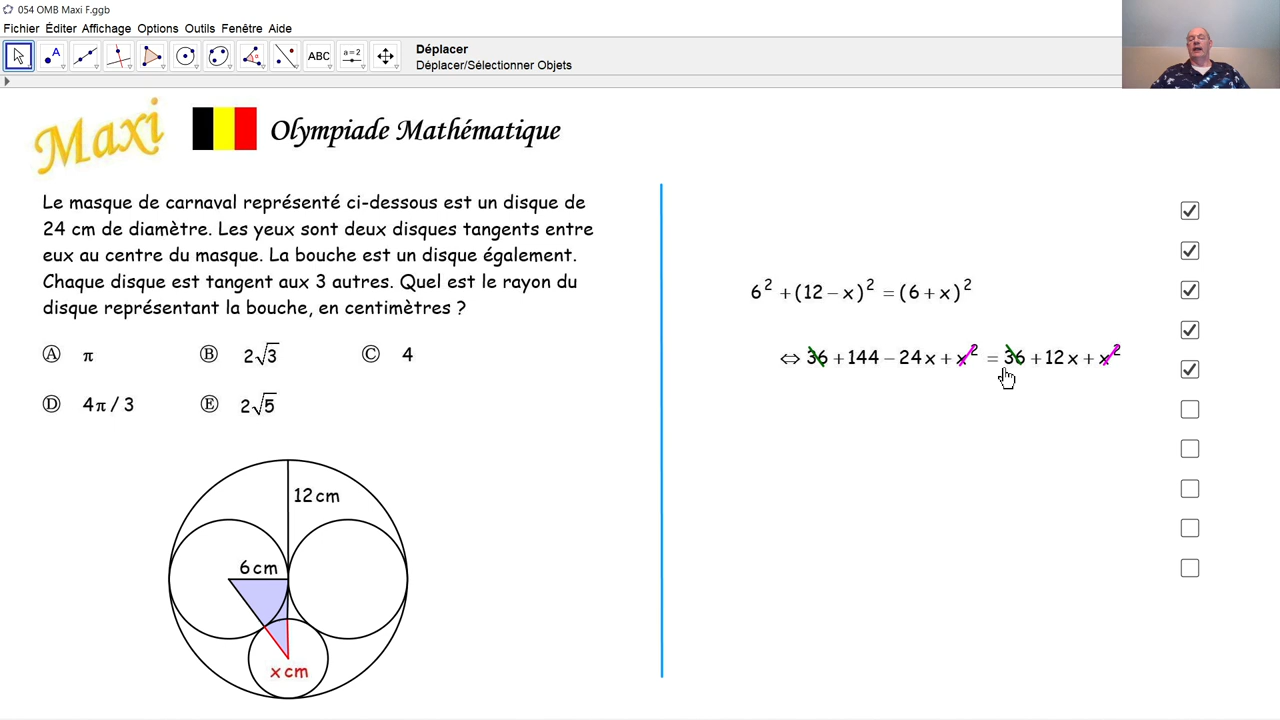 054 OMB Maxi F.ggb
Fichier Éditer Affichage Options Outils Fenêtre Aide
A ABC a=2 Déplacer
Déplacer/Sélectionner Objets
Maxi Olympiade Mathématique
Le masque de carnaval représenté ci-dessous est un disque de
24 cm de diamètre. Les yeux sont deux disques tangents entre
eux au centre du masque. La bouche est un disque également.
Chaque disque est tangent aux 3 autres. Quel est le rayon du
disque représentant la bouche, en centimètres ?
Ⓐ π Ⓑ 2√3 Ⓒ 4
Ⓓ 4π / 3 Ⓔ 2√5
12 cm
6 cm
x cm
6² + (12 − x)² = (6 + x)²
⇔ 36 + 144 − 24x + x² = 36 + 12x + x²